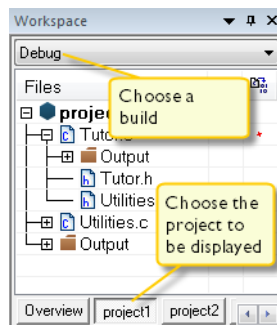 Workspace
Debug
Files
Choose a
build
Output
Tutor.h
Utilities
Choose the
project to
be displayed
Utilities.c
Output
Overview
project1
project2